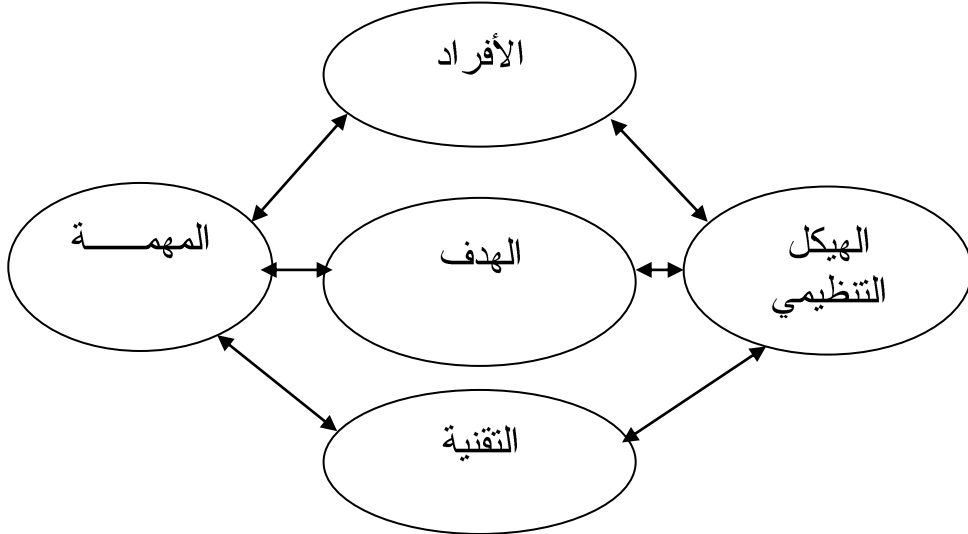 الأفراد
الهيكل
التنظيمي
الهدف
المهمـــــة
التقنية